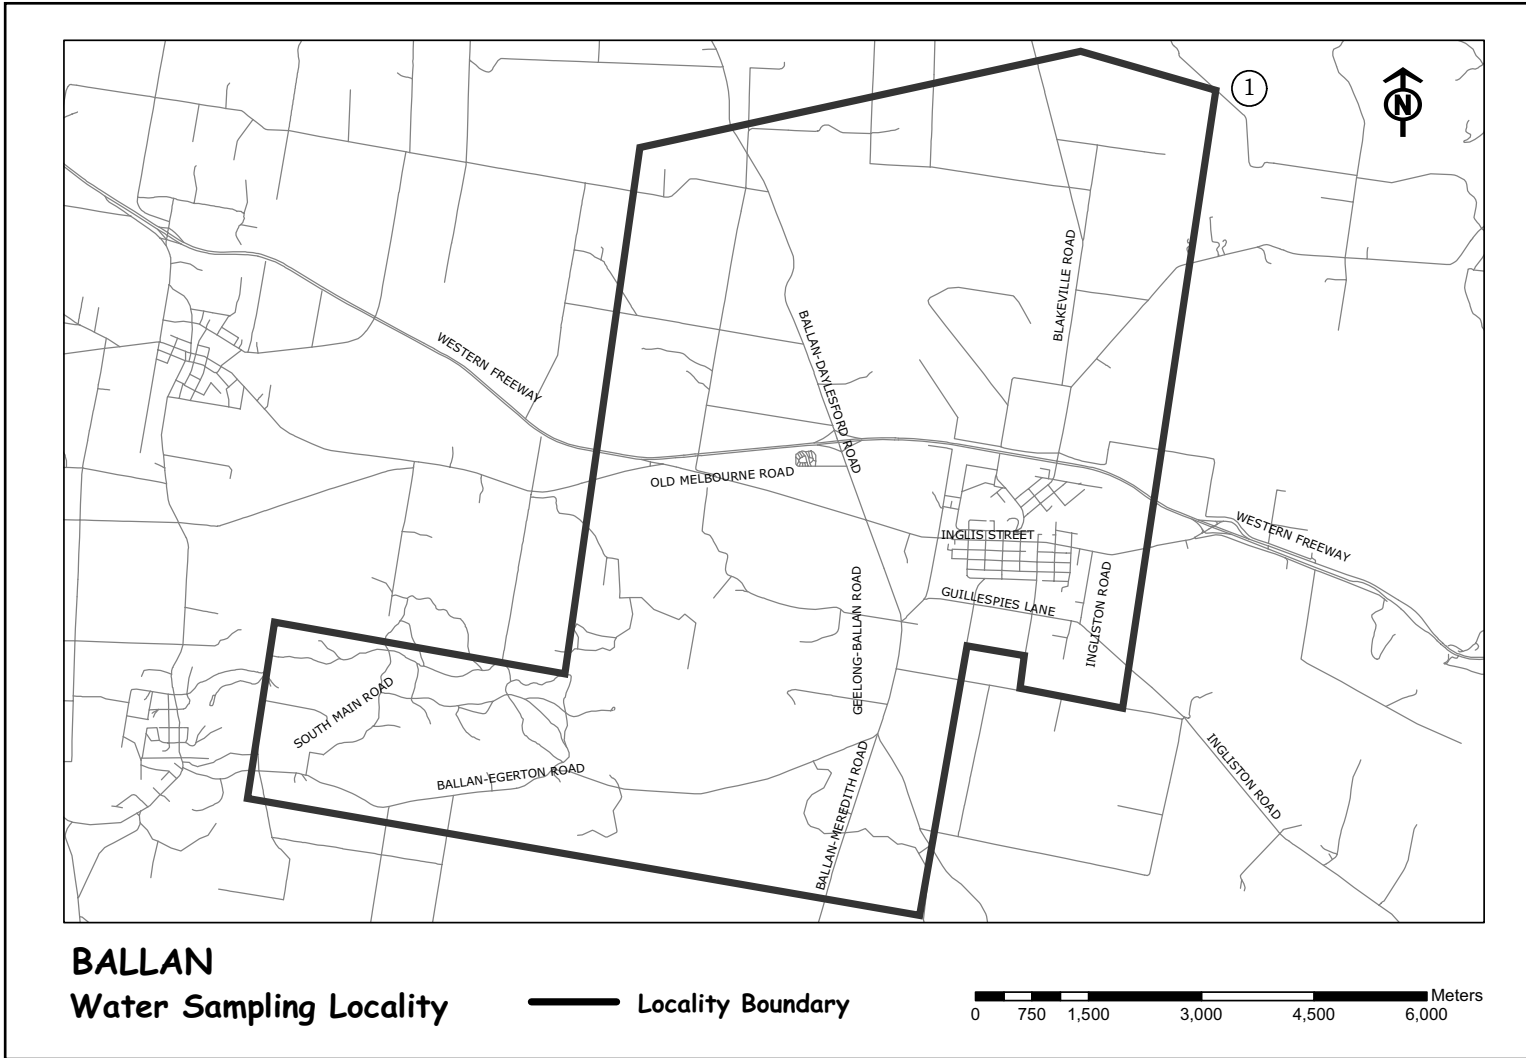 1
N
BLAKEVILLE ROAD
BALLAN-DAYLESFORD ROAD
WESTERN FREEWAY
OLD MELBOURNE ROAD
INGLIS STREET
WESTERN FREEWAY
GEELONG-BALLAN ROAD
GUILLESPIES LANE
INGLISTON ROAD
SOUTH MAIN ROAD
BALLAN-EGERTON ROAD
BALLAN-MEREDITH ROAD
INGLISTON ROAD
BALLAN
Water Sampling Locality
Locality Boundary
Meters
0 750 1,500 3,000 4,500 6,000